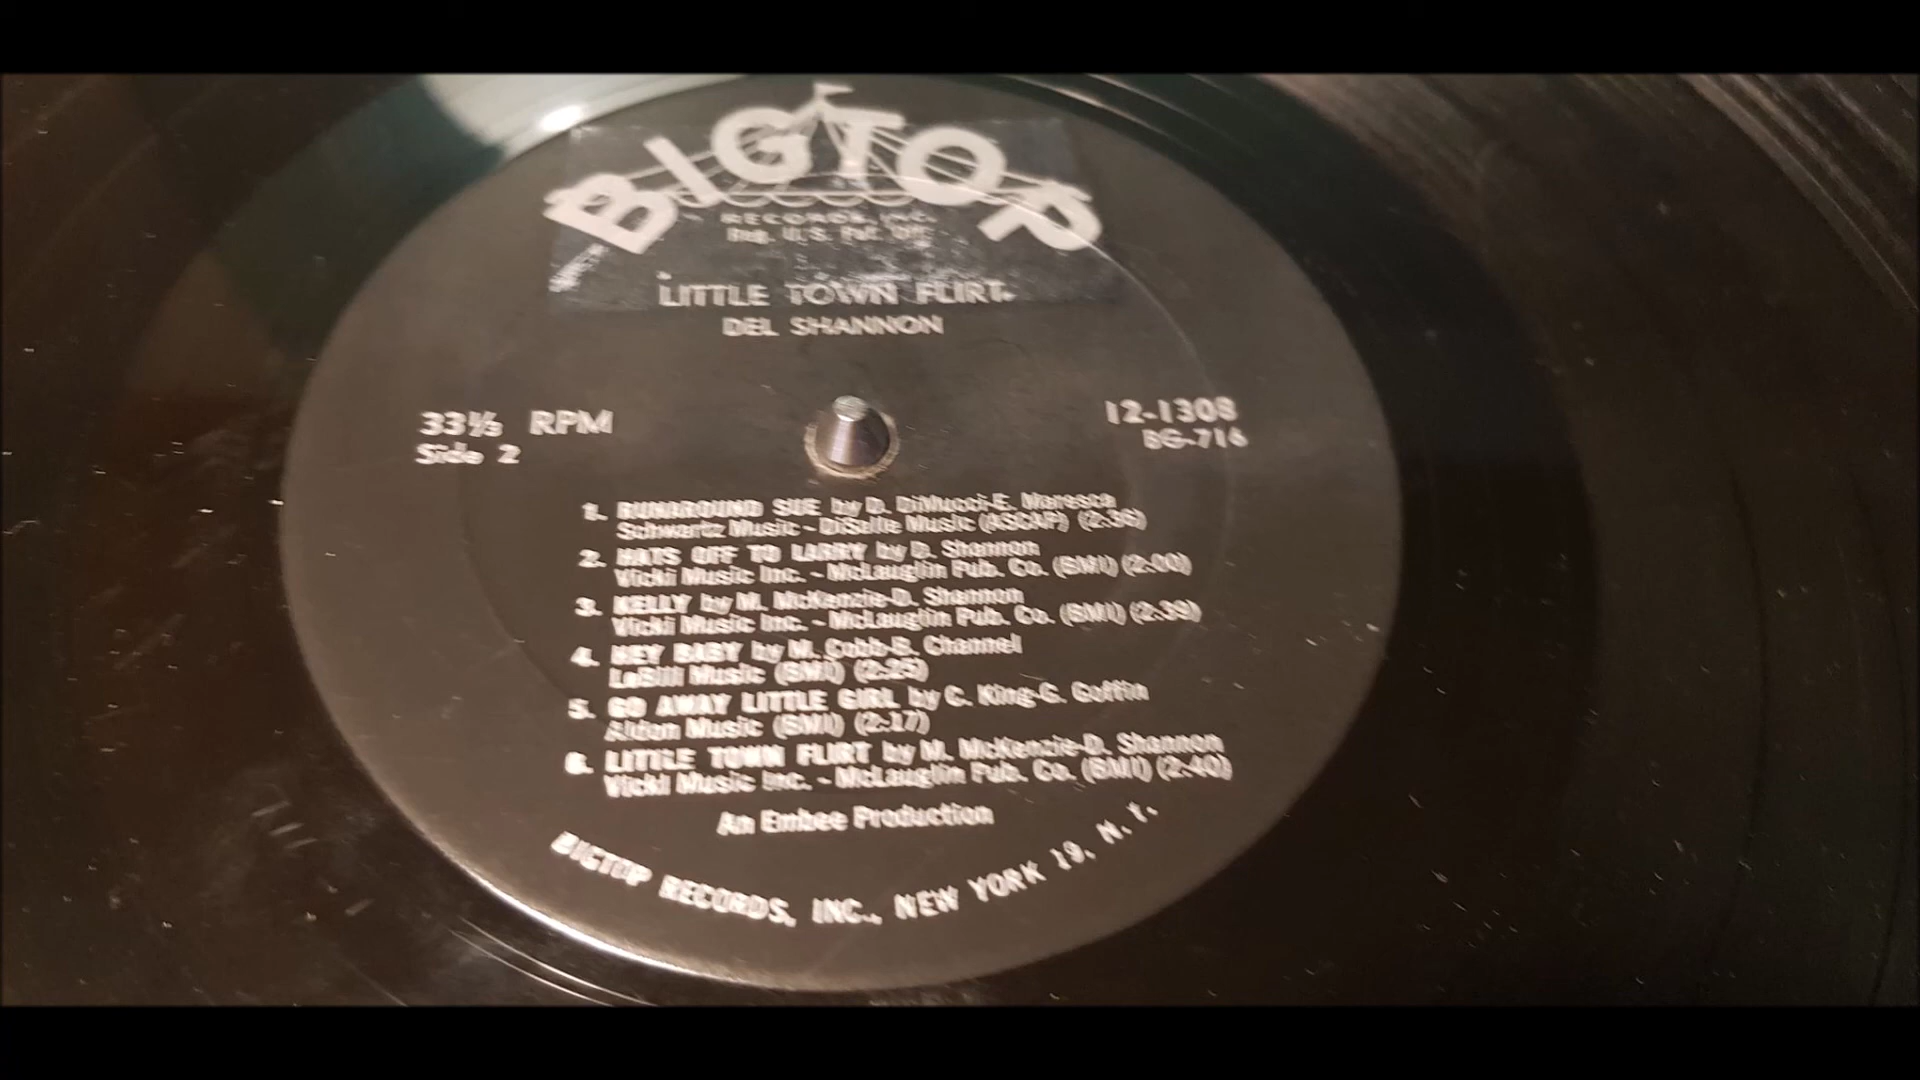 BIGTOP
RECORDS, INC.
Reg. U.S. Pat. Off.
"LITTLE TOWN FLIRT"
DEL SHANNON
33⅓ RPM
Side 2
12-1308
BG-716
1. RUNAROUND SUE by D. DiMucci-E. Maresca
Schwartz Music - DiSalle Music (ASCAP) (2:36)
2. HATS OFF TO LARRY by D. Shannon
Vicki Music Inc. - McLauglin Pub. Co. (BMI) (2:00)
3. KELLY by M. McKenzie-D. Shannon
Vicki Music Inc. - McLauglin Pub. Co. (BMI) (2:39)
4. HEY BABY by M. Cobb-B. Channel
LeBill Music (BMI) (2:25)
5. GO AWAY LITTLE GIRL by C. King-G. Goffin
Aldon Music (BMI) (2:17)
6. LITTLE TOWN FLIRT by M. McKenzie-D. Shannon
Vicki Music Inc. - McLauglin Pub. Co. (BMI) (2:40)
An Embee Production
BIGTOP RECORDS, INC., NEW YORK 19, N. Y.